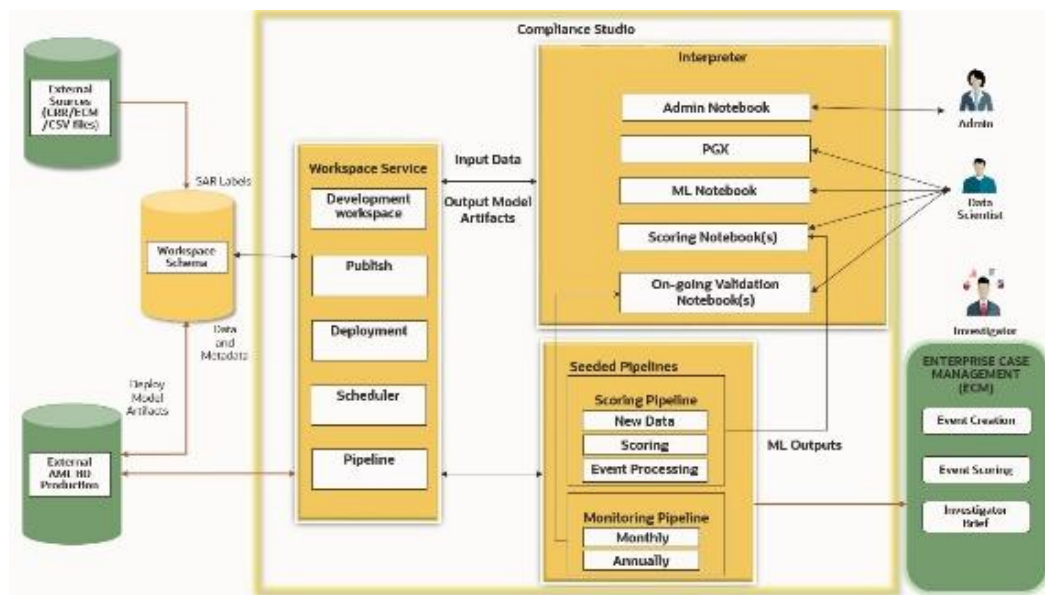 Compliance Studio
External
Sources
(CRR/ECM
/CSV files)
SAR Labels
Workspace
Schema
Data
and
Metadata
Deploy
Model
Artifacts
External
AML BD
Production
Workspace Service
Development
workspace
Publish
Deployment
Scheduler
Pipeline
Input Data
Output Model
Artifacts
Interpreter
Admin Notebook
PGX
ML Notebook
Scoring Notebook(s)
On-going Validation
Notebook(s)
Seeded Pipelines
Scoring Pipeline
New Data
Scoring
Event Processing
Monitoring Pipeline
Monthly
Annually
ML Outputs
Admin
Data
Scientist
Investigator
ENTERPRISE CASE
MANAGEMENT
(ECM)
Event Creation
Event Scoring
Investigator
Brief